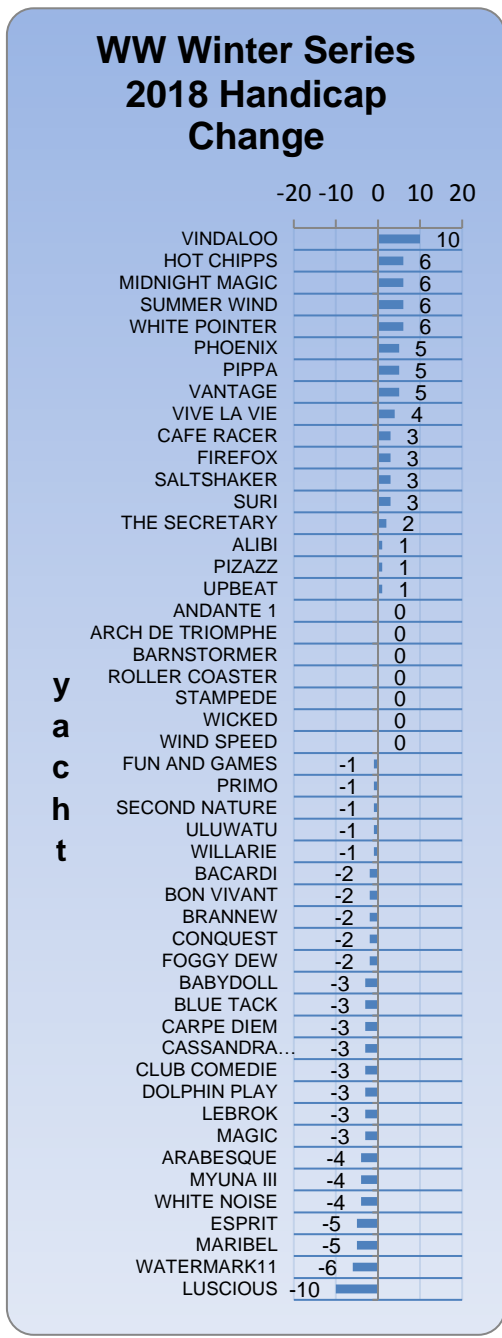 WW Winter Series
2018 Handicap
Change
-20 -10 0 10 20
VINDALOO 10
HOT CHIPPS 6
MIDNIGHT MAGIC 6
SUMMER WIND 6
WHITE POINTER 6
PHOENIX 5
PIPPA 5
VANTAGE 5
VIVE LA VIE 4
CAFE RACER 3
FIREFOX 3
SALTSHAKER 3
SURI 3
THE SECRETARY 2
ALIBI 1
PIZAZZ 1
UPBEAT 1
ANDANTE 1 0
ARCH DE TRIOMPHE 0
BARNSTORMER 0
ROLLER COASTER 0
STAMPEDE 0
WICKED 0
WIND SPEED 0
FUN AND GAMES -1
PRIMO -1
SECOND NATURE -1
ULUWATU -1
WILLARIE -1
BACARDI -2
BON VIVANT -2
BRANNEW -2
CONQUEST -2
FOGGY DEW -2
BABYDOLL -3
BLUE TACK -3
CARPE DIEM -3
CASSANDRA… -3
CLUB COMEDIE -3
DOLPHIN PLAY -3
LEBROK -3
MAGIC -3
ARABESQUE -4
MYUNA III -4
WHITE NOISE -4
ESPRIT -5
MARIBEL -5
WATERMARK11 -6
LUSCIOUS -10
yacht